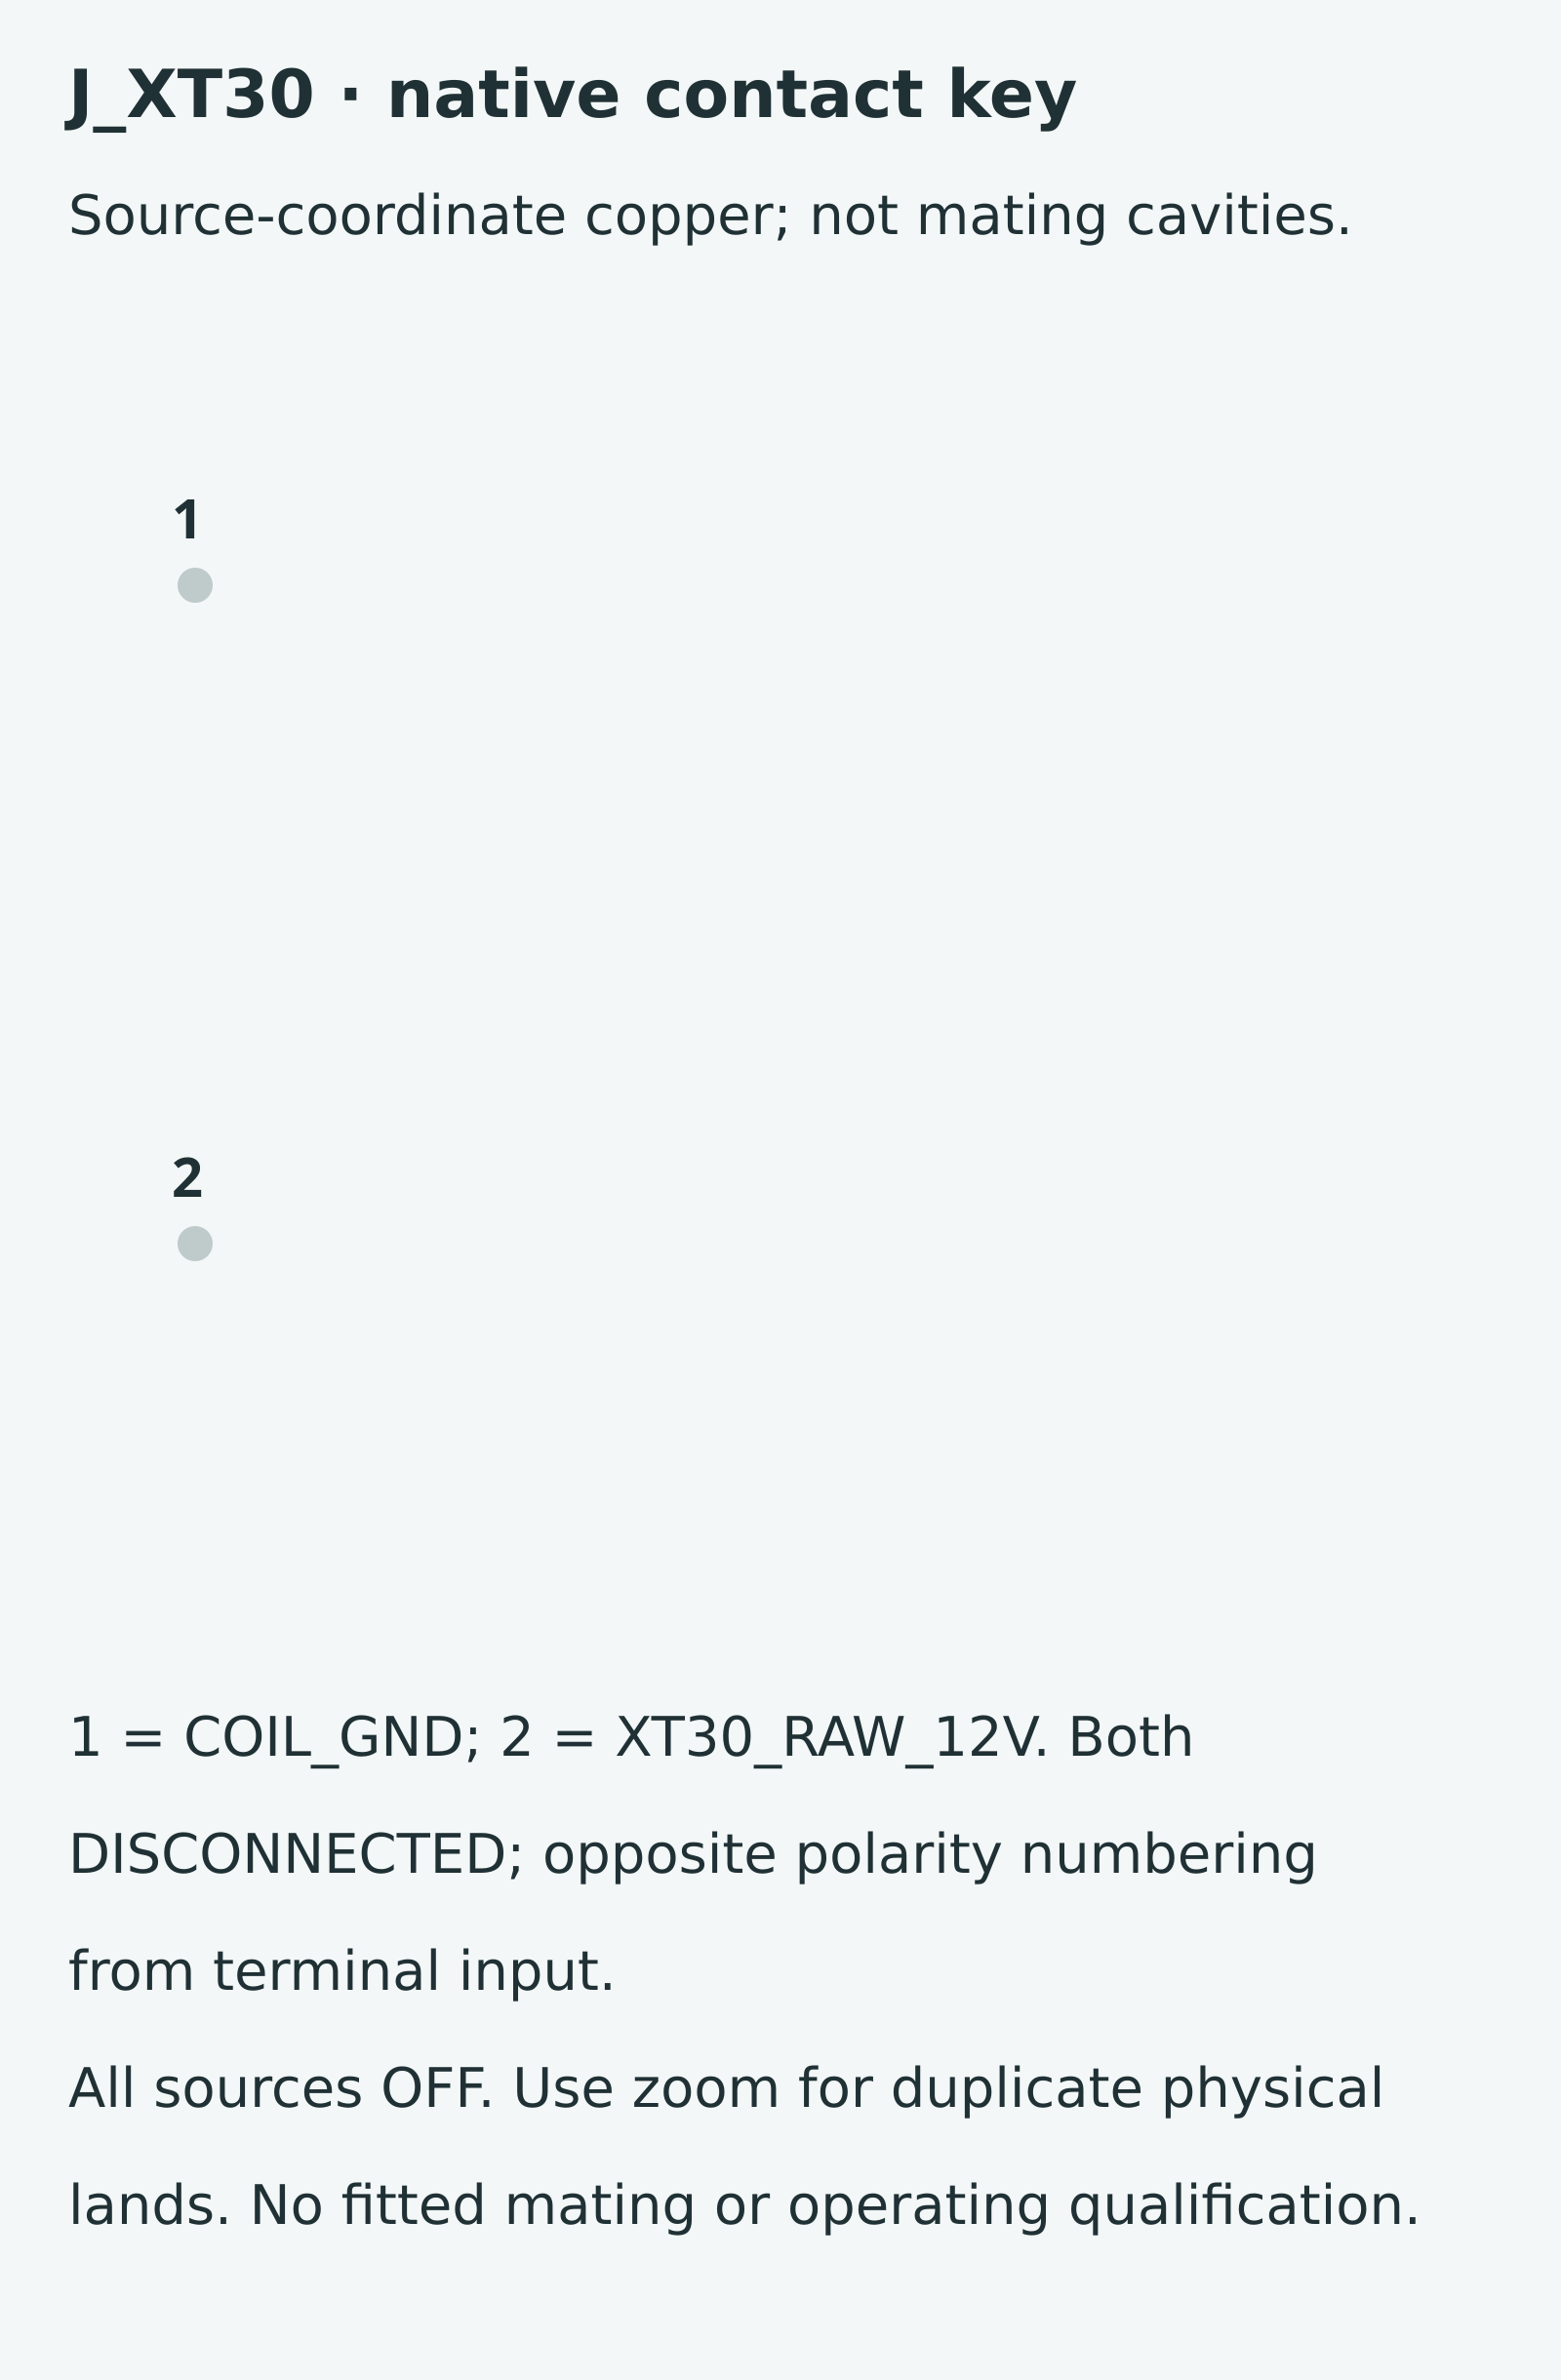 J_XT30 · native contact key
Source-coordinate copper; not mating cavities.
1
2
1 = COIL_GND; 2 = XT30_RAW_12V. Both
DISCONNECTED; opposite polarity numbering
from terminal input.
All sources OFF. Use zoom for duplicate physical
lands. No fitted mating or operating qualification.